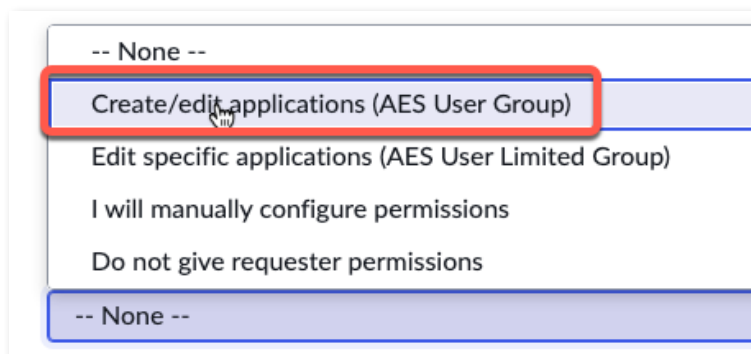 -- None --
Create/edit applications (AES User Group)
Edit specific applications (AES User Limited Group)
I will manually configure permissions
Do not give requester permissions
-- None --